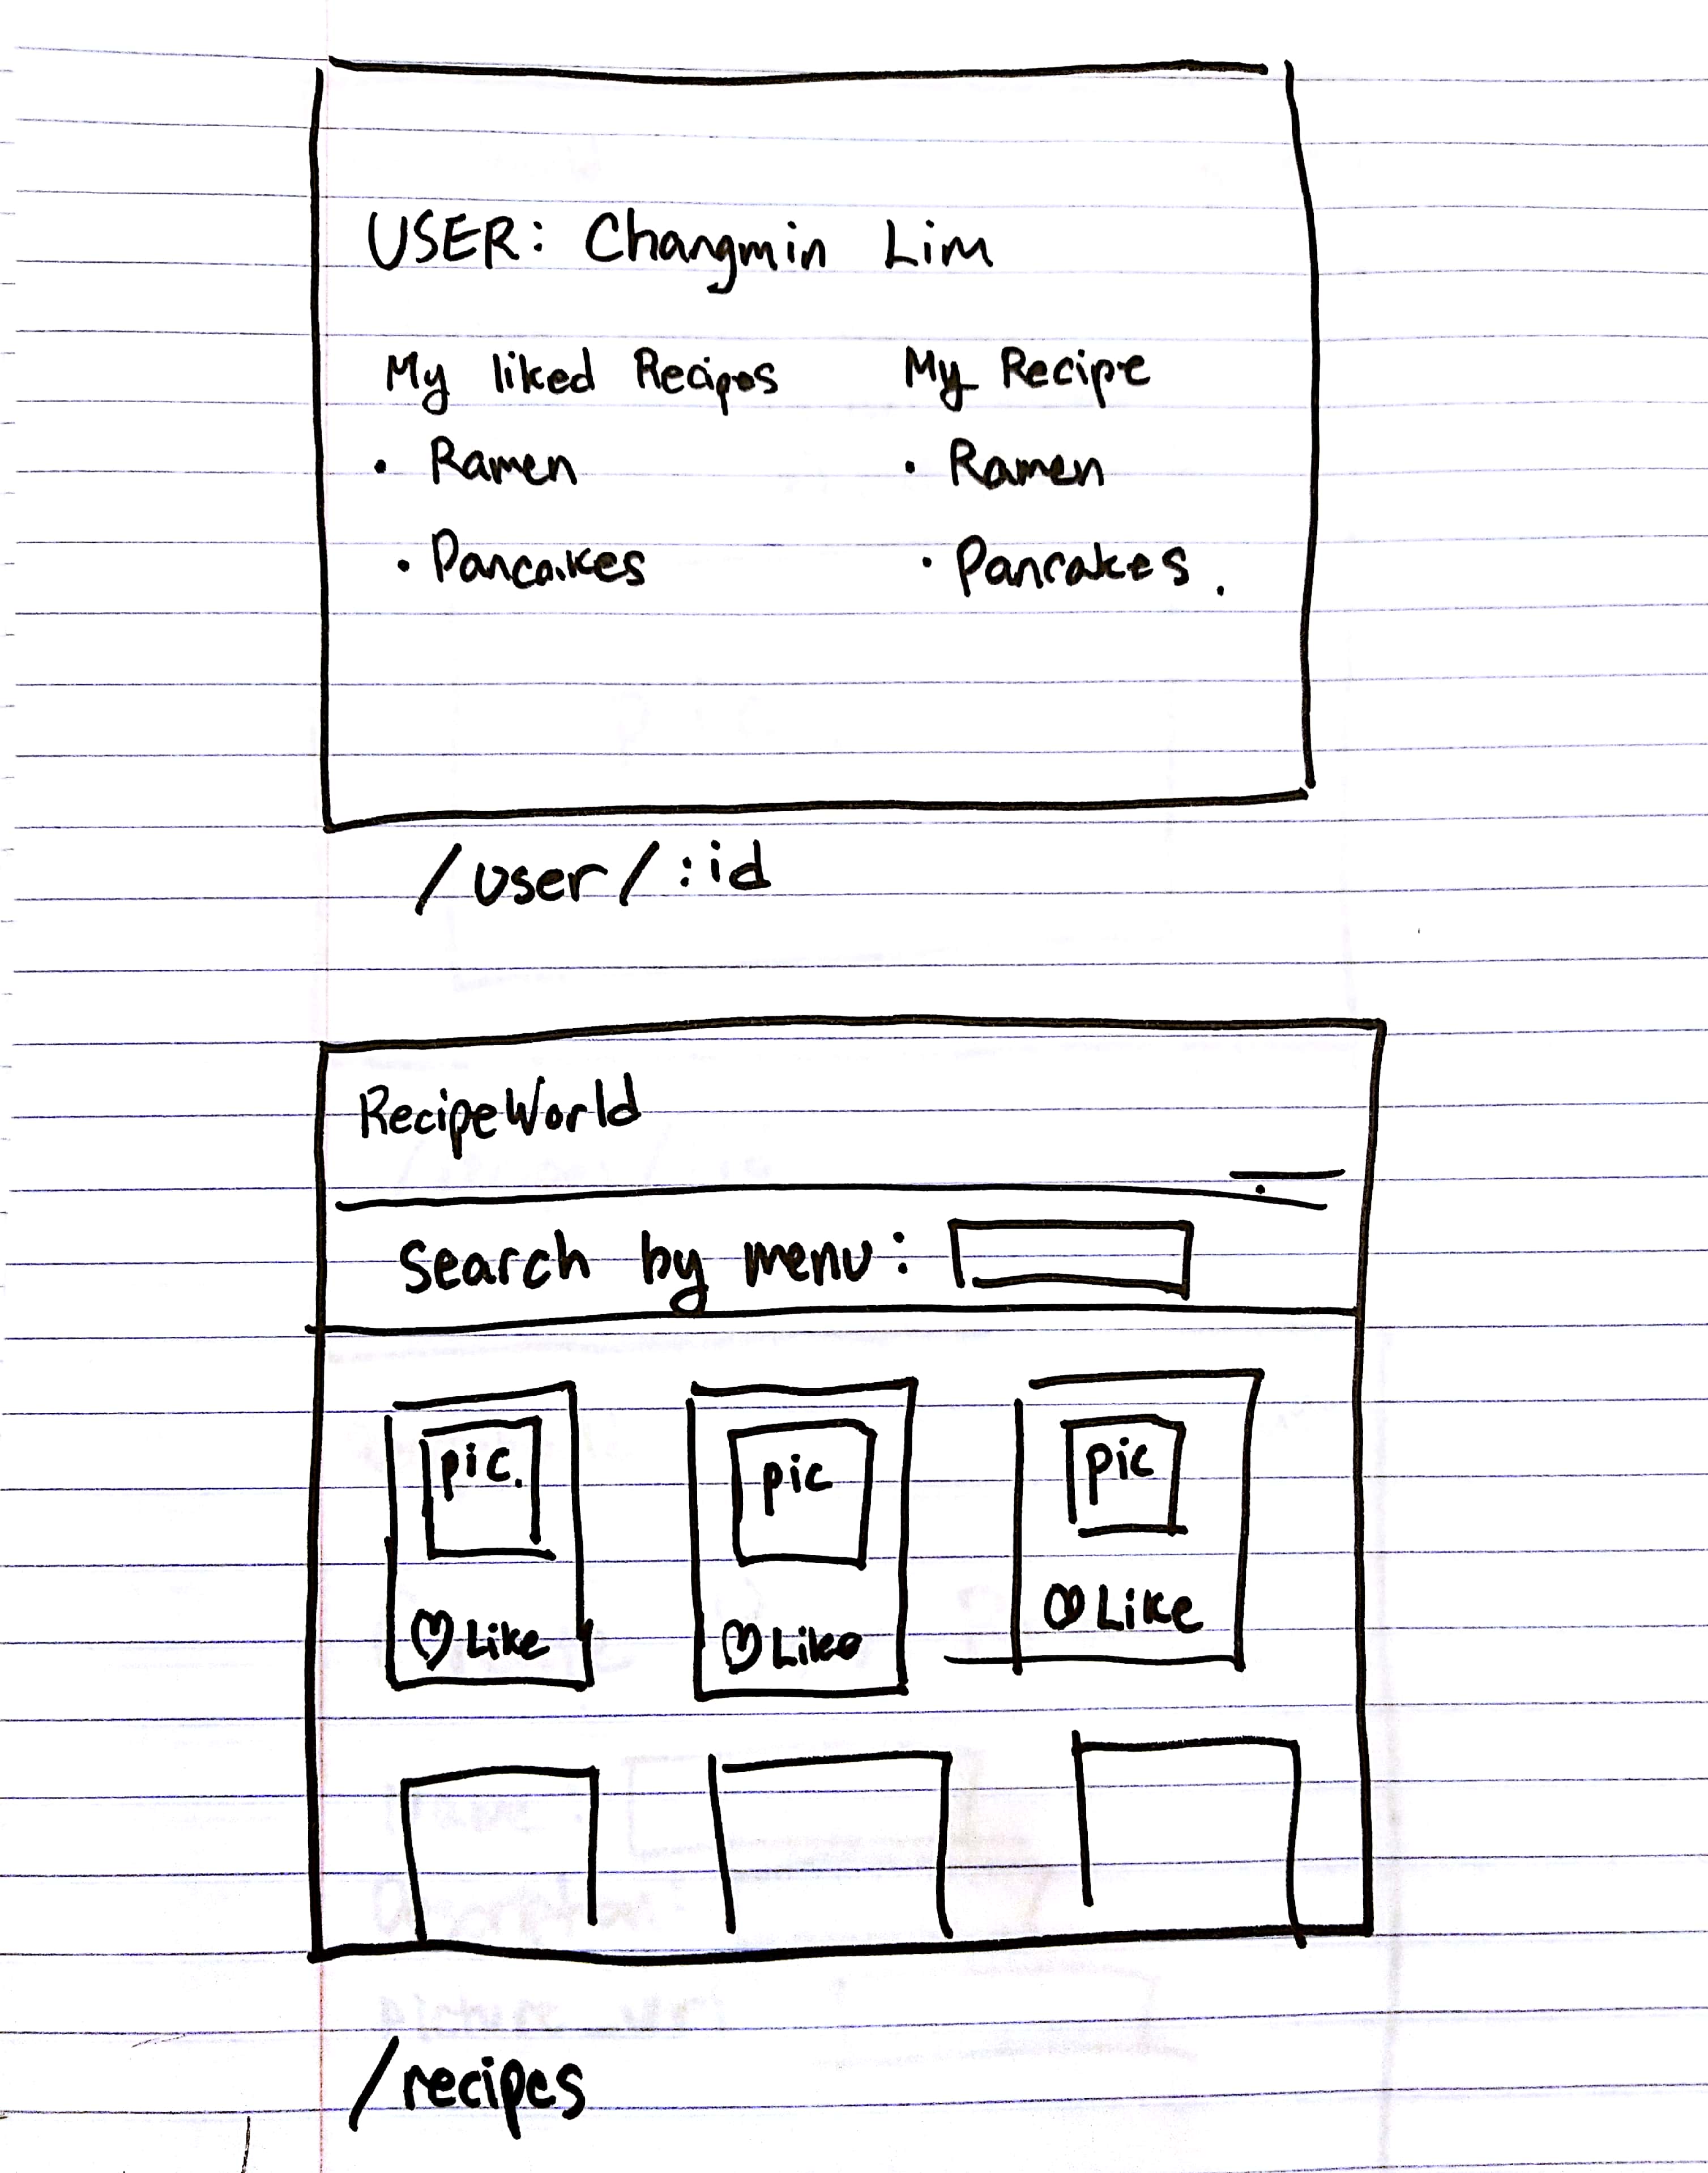 USER: Changmin Lim
My liked Recipes
My Recipe
• Ramen
• Ramen
• Pancakes
• Pancakes.
/user/:id
RecipeWorld
Search by menu:
pic.
pic
pic
♡ Like
♡ Like
♡ Like
/recipes